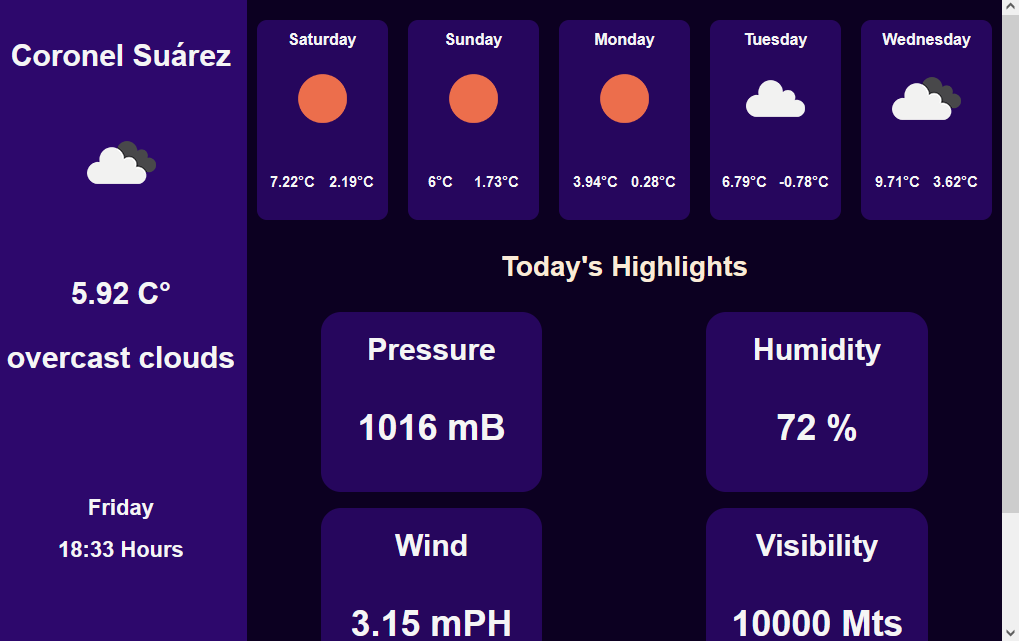 Coronel Suárez
5.92 C°
overcast clouds
Friday
18:33 Hours
Saturday
7.22°C 2.19°C
Sunday
6°C 1.73°C
Monday
3.94°C 0.28°C
Tuesday
6.79°C -0.78°C
Wednesday
9.71°C 3.62°C
Today's Highlights
Pressure
1016 mB
Humidity
72 %
Wind
3.15 mPH
Visibility
10000 Mts